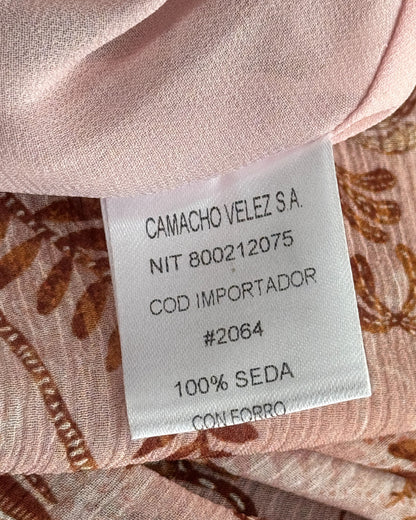 CAMACHO VELEZ S.A.
NIT 800212075
COD IMPORTADOR
#2064
100% SEDA
CON FORRO